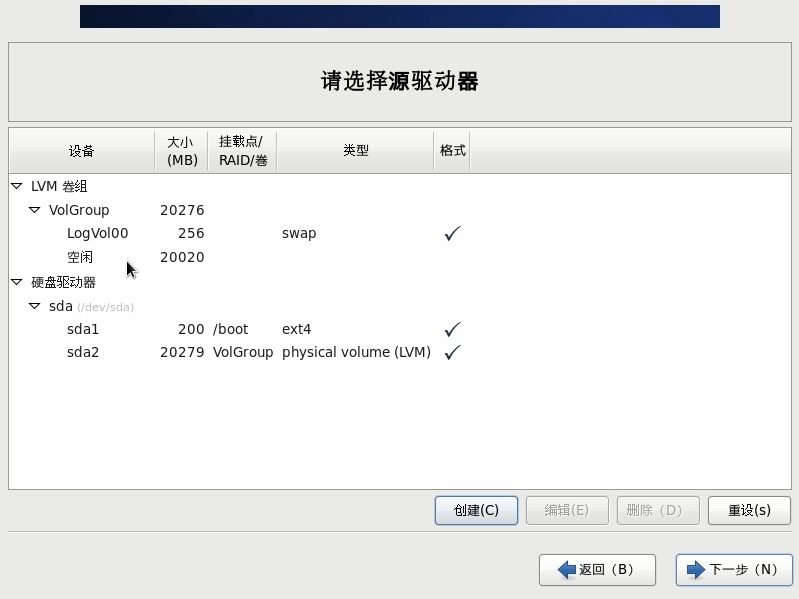 请选择源驱动器
设备 大小 (MB) 挂载点/ RAID/卷 类型 格式
LVM 卷组
VolGroup 20276
LogVol00 256 swap ✓
空闲 20020
硬盘驱动器
sda (/dev/sda)
sda1 200 /boot ext4 ✓
sda2 20279 VolGroup physical volume (LVM) ✓
创建(C) 编辑(E) 删除（D） 重设(s)
返回（B） 下一步（N）